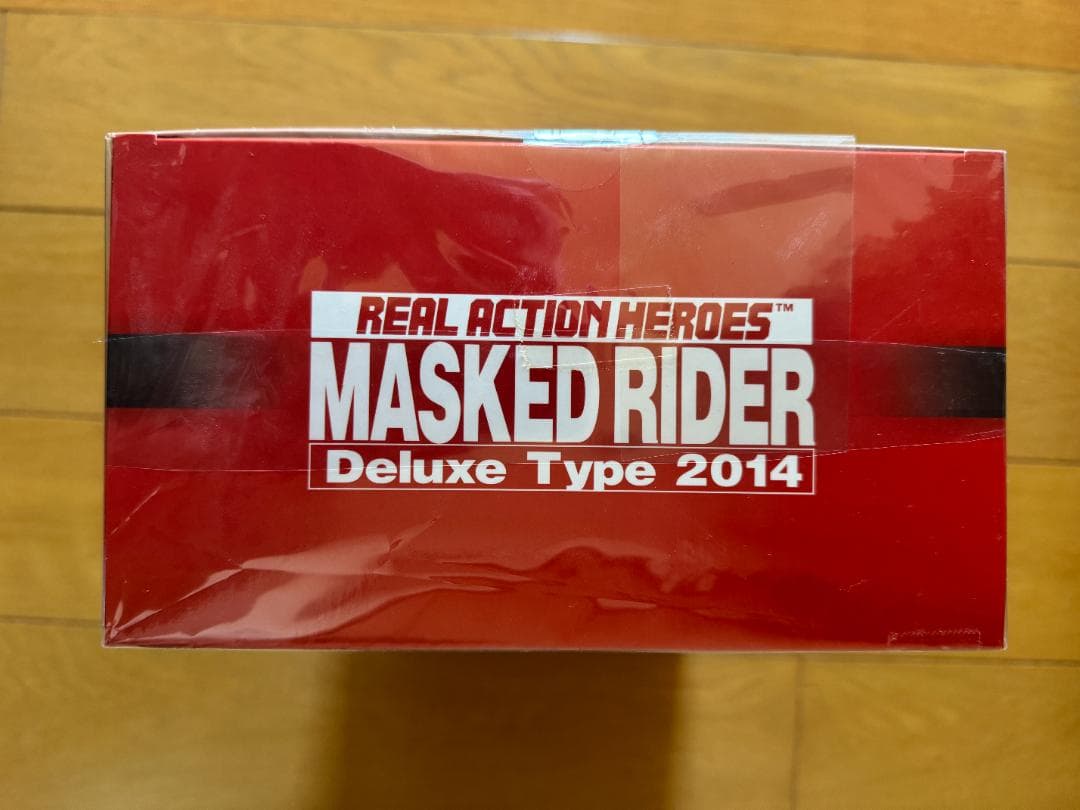 REAL ACTION HEROES™
MASKED RIDER
Deluxe Type 2014